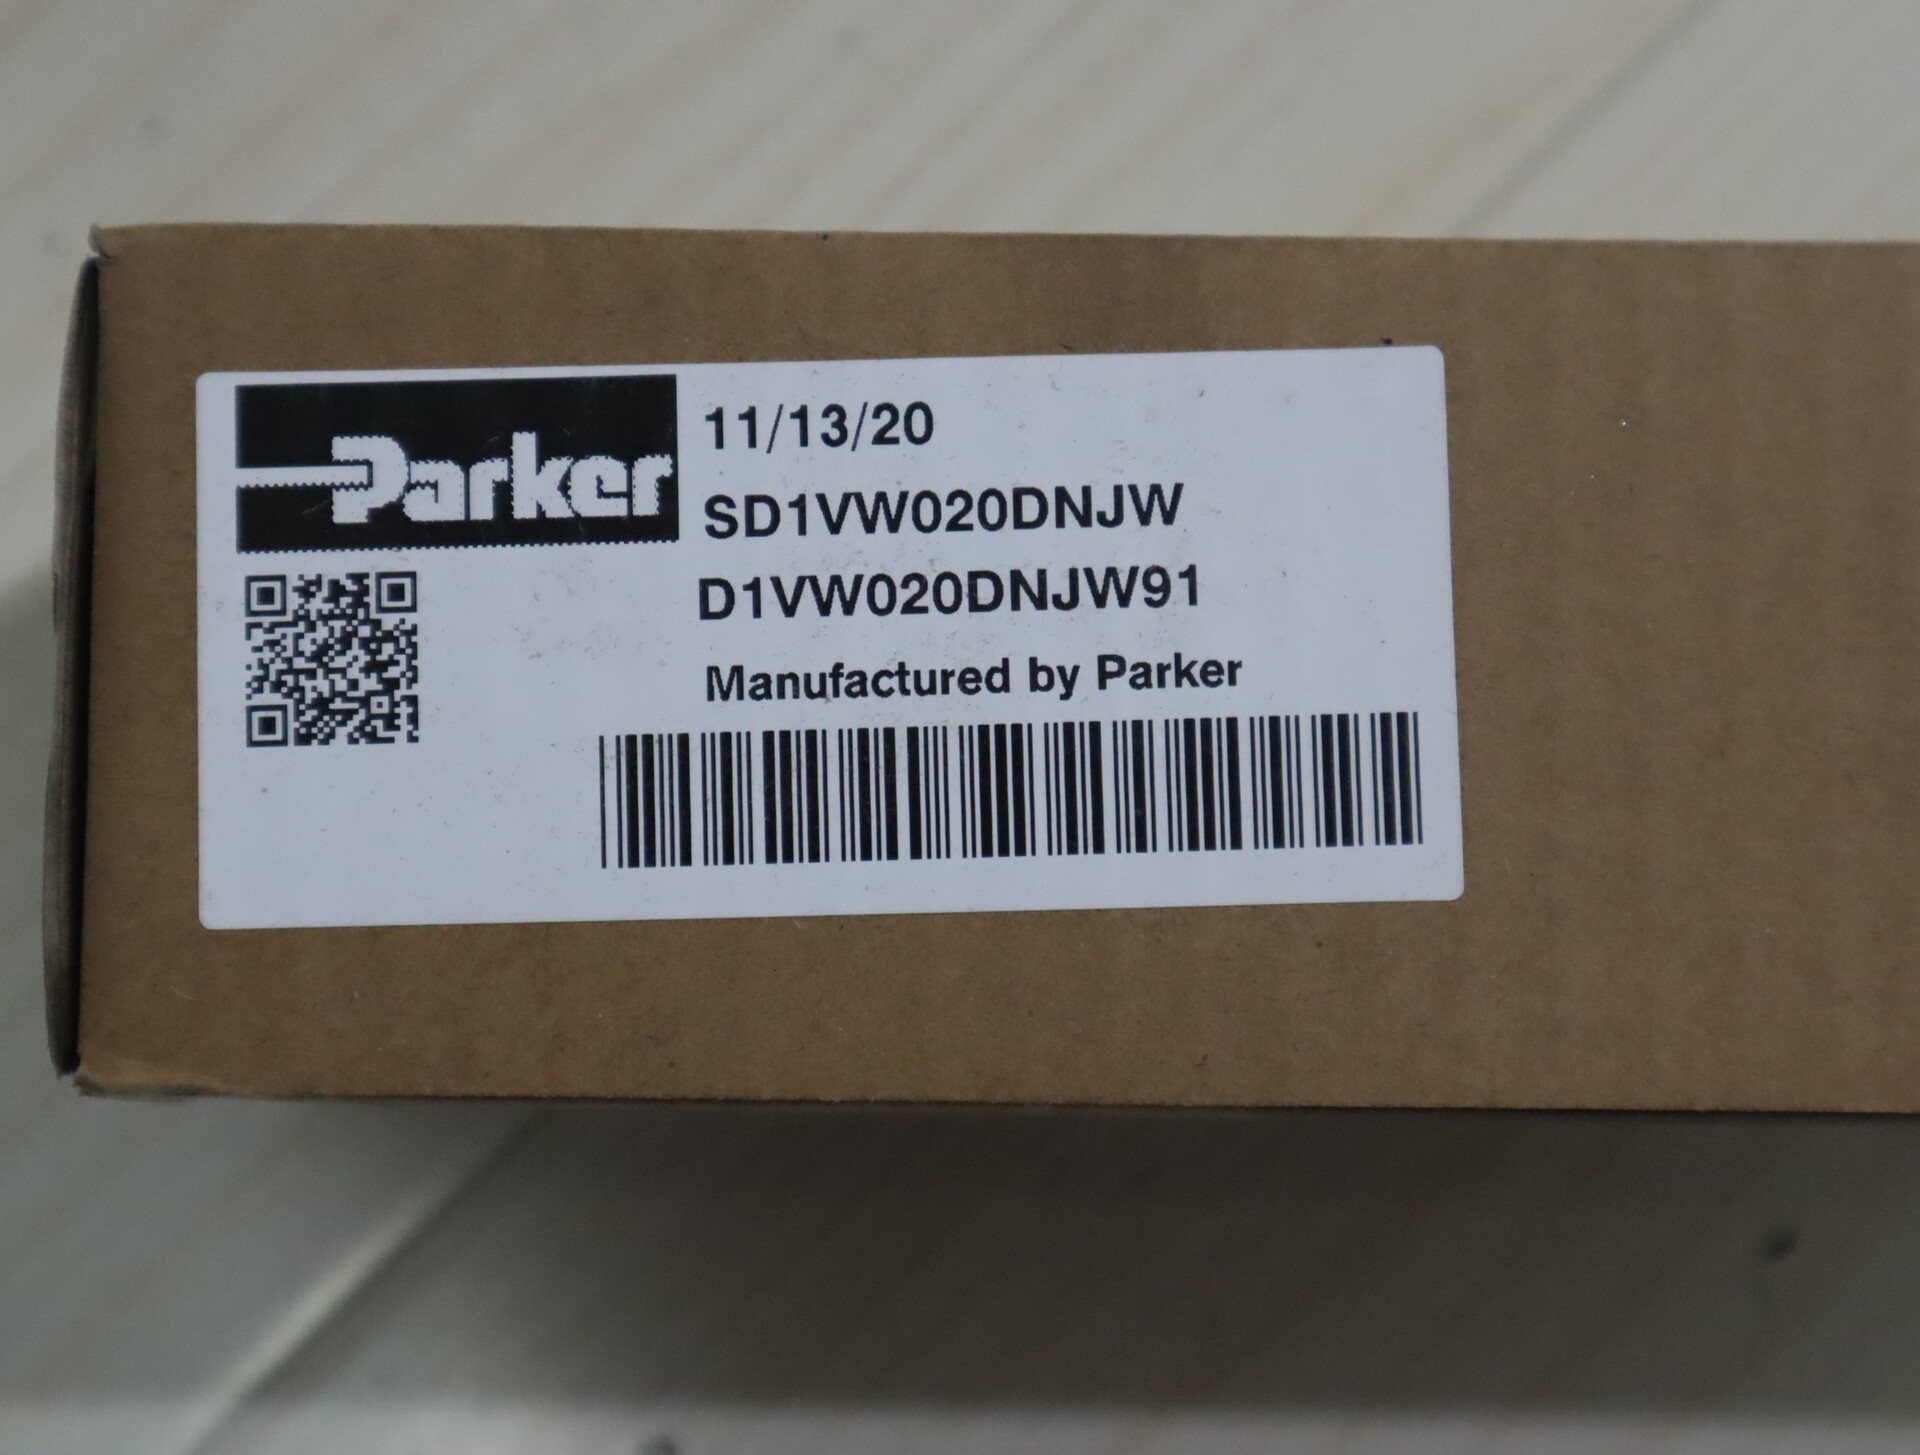 Parker
11/13/20
SD1VW020DNJW
D1VW020DNJW91
Manufactured by Parker